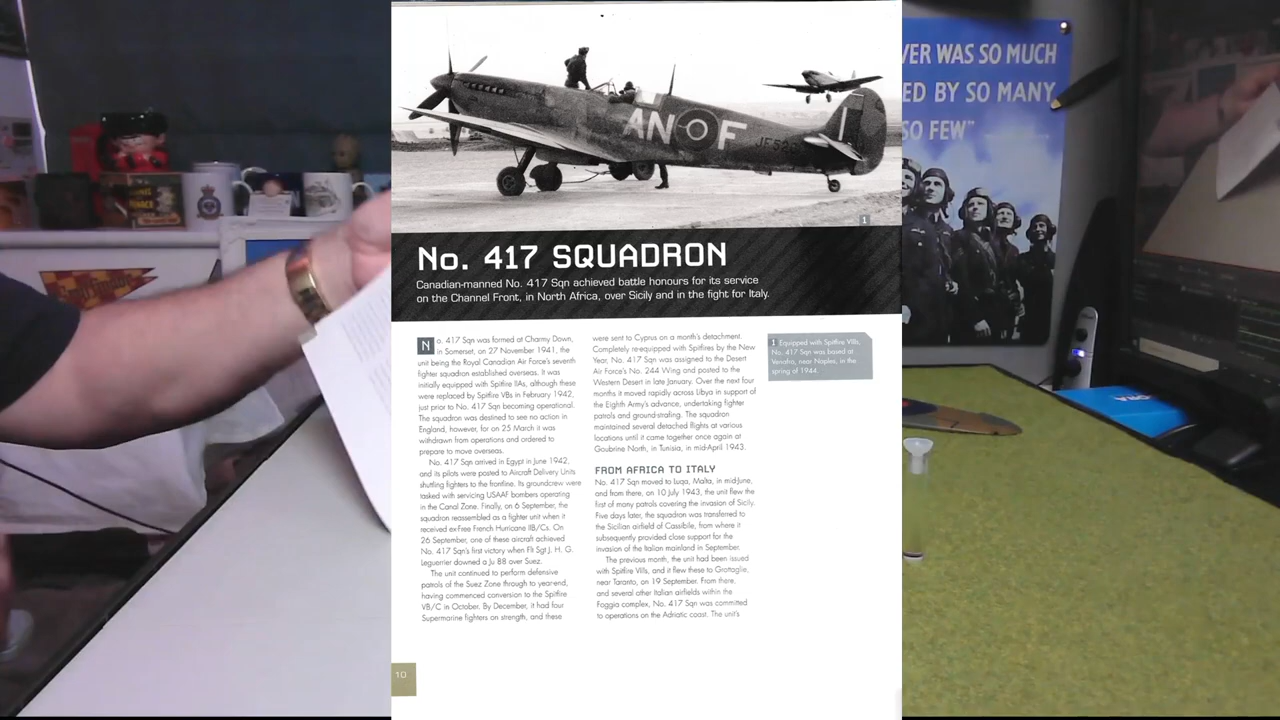 VER WAS SO MUCH
ED BY SO MANY
SO FEW"
AN F
JF526
1
No. 417 SQUADRON
Canadian-manned No. 417 Sqn achieved battle honours for its service
on the Channel Front, in North Africa, over Sicily and in the fight for Italy.
No. 417 Sqn was formed at Charmy Down,
in Somerset, on 27 November 1941, the
unit being the Royal Canadian Air Force's seventh
fighter squadron established overseas. It was
initially equipped with Spitfire IIAs, although these
were replaced by Spitfire VBs in February 1942,
just prior to No. 417 Sqn becoming operational.
The squadron was destined to see no action in
England, however, for on 25 March it was
withdrawn from operations and ordered to
prepare to move overseas.
No. 417 Sqn arrived in Egypt in June 1942,
and its pilots were posted to Aircraft Delivery Units
shuttling fighters to the frontline. Its groundcrew were
tasked with servicing USAAF bombers operating
in the Canal Zone. Finally, on 6 September, the
squadron reassembled as a fighter unit when it
received ex-Free French Hurricane IIB/Cs. On
26 September, one of these aircraft achieved
No. 417 Sqn's first victory when Flt Sgt J. H. G.
Leguerrier downed a Ju 88 over Suez.
The unit continued to perform defensive
patrols of the Suez Zone through to year-end,
having commenced conversion to the Spitfire
VB/C in October. By December, it had four
Supermarine fighters on strength, and these
were sent to Cyprus on a month's detachment.
Completely re-equipped with Spitfires by the New
Year, No. 417 Sqn was assigned to the Desert
Air Force's No. 244 Wing and posted to the
Western Desert in late January. Over the next four
months it moved rapidly across Libya in support of
the Eighth Army's advance, undertaking fighter
patrols and ground-strafing. The squadron
maintained several detached flights at various
locations until it came together once again at
Goubrine North, in Tunisia, in mid-April 1943.
FROM AFRICA TO ITALY
No. 417 Sqn moved to Luqa, Malta, in mid-June,
and from there, on 10 July 1943, the unit flew the
first of many patrols covering the invasion of Sicily.
Five days later, the squadron was transferred to
the Sicilian airfield of Cassibile, from where it
subsequently provided close support for the
invasion of the Italian mainland in September.
The previous month, the unit had been issued
with Spitfire VIIIs, and it flew these to Grottaglie,
near Taranto, on 19 September. From there,
and several other Italian airfields within the
Foggia complex, No. 417 Sqn was committed
to operations on the Adriatic coast. The unit's
1 Equipped with Spitfire VIIIs,
No. 417 Sqn was based at
Venafro, near Naples, in the
spring of 1944.
10